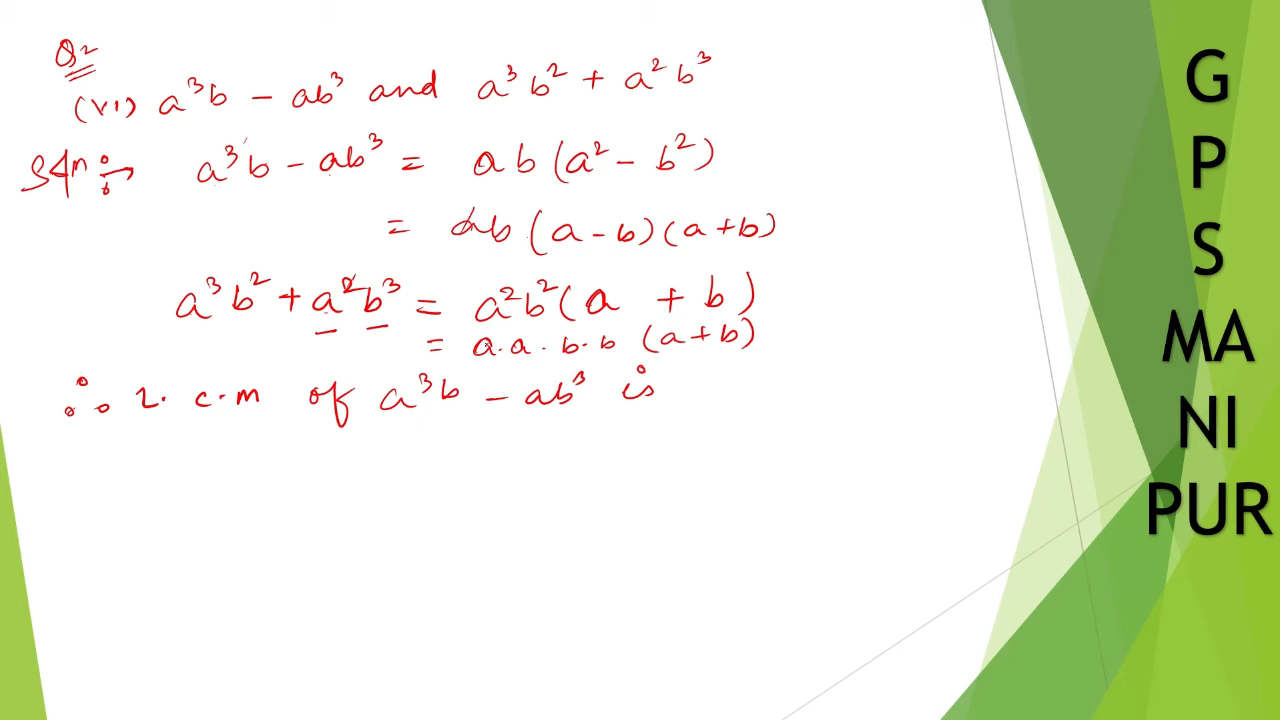 Q2
(VI) a³b - ab³ and a³b² + a²b³
Soln :→ a³b - ab³ = ab(a² - b²)
= ab(a-b)(a+b)
a³b² + a²b³ = a²b²(a + b)
= a.a.b.b (a+b)
∴ L.C.M of a³b - ab³ is
G
P
S
MA
NI
PUR